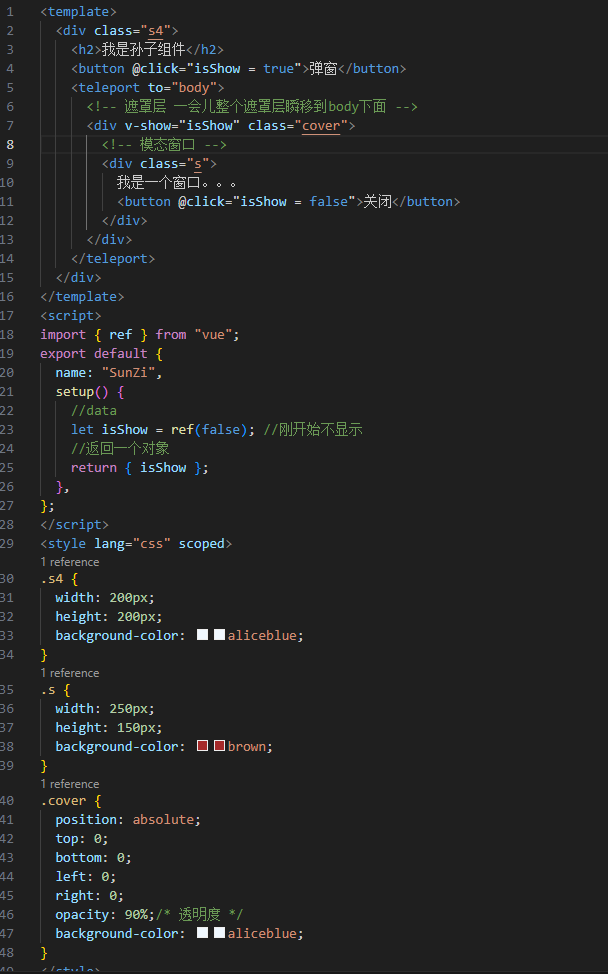 1 <template>
2 <div class="s4">
3 <h2>我是孙子组件</h2>
4 <button @click="isShow = true">弹窗</button>
5 <teleport to="body">
6 <!-- 遮罩层 一会儿整个遮罩层瞬移到body下面 -->
7 <div v-show="isShow" class="cover">
8 <!-- 模态窗口 -->
9 <div class="s">
10 我是一个窗口。。。
11 <button @click="isShow = false">关闭</button>
12 </div>
13 </div>
14 </teleport>
15 </div>
16 </template>
17 <script>
18 import { ref } from "vue";
19 export default {
20 name: "SunZi",
21 setup() {
22 //data
23 let isShow = ref(false); //刚开始不显示
24 //返回一个对象
25 return { isShow };
26 },
27 };
28 </script>
29 <style lang="css" scoped>
1 reference
30 .s4 {
31 width: 200px;
32 height: 200px;
33 background-color: aliceblue;
34 }
1 reference
35 .s {
36 width: 250px;
37 height: 150px;
38 background-color: brown;
39 }
1 reference
40 .cover {
41 position: absolute;
42 top: 0;
43 bottom: 0;
44 left: 0;
45 right: 0;
46 opacity: 90%;/* 透明度 */
47 background-color: aliceblue;
48 }
49 </style>